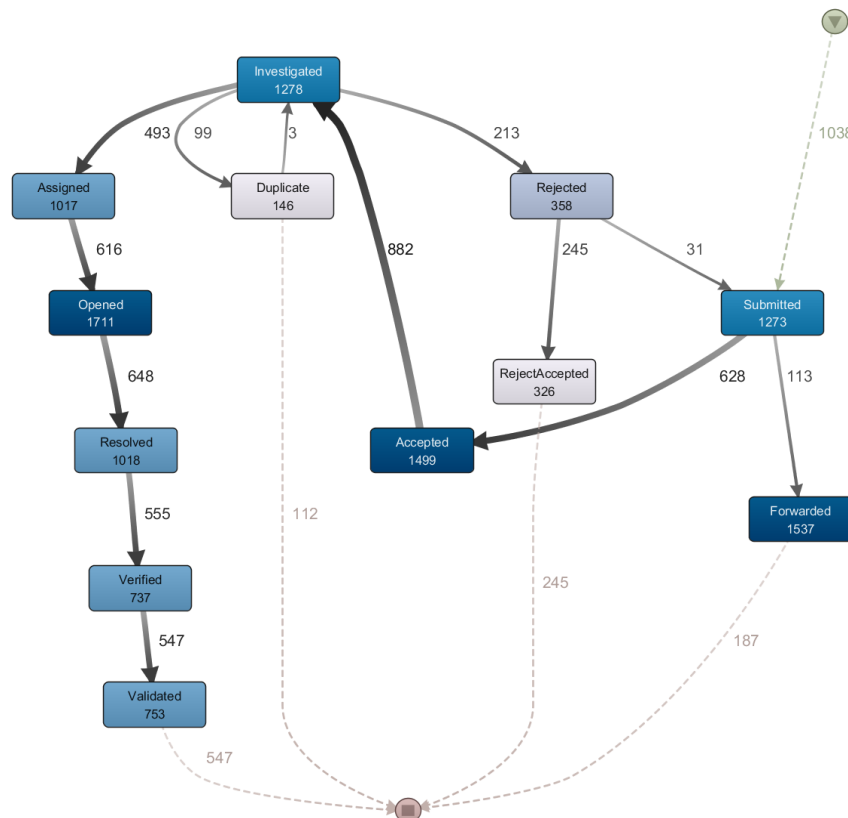 Investigated
1278
1038
493
99
3
213
Assigned
1017
Duplicate
146
Rejected
358
616
882
245
31
Opened
1711
Submitted
1273
648
RejectAccepted
326
628
113
Resolved
1018
Accepted
1499
555
112
Forwarded
1537
Verified
737
245
547
187
Validated
753
547